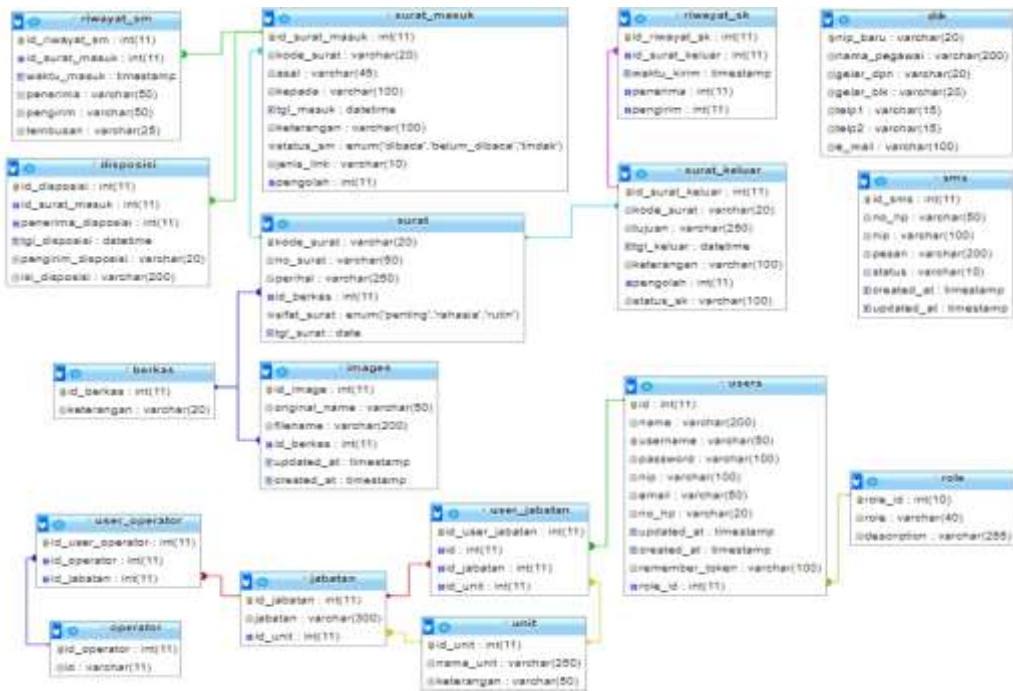 riwayat_sm
id_riwayat_sm : int(11)
id_surat_masuk : int(11)
waktu_masuk : timestamp
penerima : varchar(50)
pengirim : varchar(50)
tembusan : varchar(25)
surat_masuk
id_surat_masuk : int(11)
kode_surat : varchar(20)
asal : varchar(45)
kepada : varchar(100)
tgl_masuk : datetime
keterangan : varchar(100)
status_sm : enum('dibaca','belum_dibaca','tindak')
jenis_link : varchar(10)
pengolah : int(11)
riwayat_sk
id_riwayat_sk : int(11)
id_surat_keluar : int(11)
waktu_kirim : timestamp
penerima : int(11)
pengirim : int(11)
nip_baru : varchar(20)
nama_pegawai : varchar(200)
gelar_dpn : varchar(20)
gelar_blk : varchar(20)
telp1 : varchar(15)
telp2 : varchar(15)
e_mail : varchar(100)
disposisi
id_disposisi : int(11)
id_surat_masuk : int(11)
penerima_disposisi : int(11)
tgl_disposisi : datetime
pengirim_disposisi : varchar(20)
isi_disposisi : varchar(200)
surat
kode_surat : varchar(20)
no_surat : varchar(50)
perihal : varchar(250)
id_berkas : int(11)
sifat_surat : enum('penting','rahasia','rutin')
tgl_surat : date
surat_keluar
id_surat_keluar : int(11)
kode_surat : varchar(20)
tujuan : varchar(250)
tgl_keluar : datetime
keterangan : varchar(100)
pengolah : int(11)
status_sk : varchar(100)
sms
id_sms : int(11)
no_hp : varchar(50)
nip : varchar(100)
pesan : varchar(200)
status : varchar(10)
created_at : timestamp
updated_at : timestamp
berkas
id_berkas : int(11)
keterangan : varchar(20)
images
id_image : int(11)
original_name : varchar(50)
filename : varchar(200)
id_berkas : int(11)
updated_at : timestamp
created_at : timestamp
users
id : int(11)
name : varchar(200)
username : varchar(50)
password : varchar(100)
nip : varchar(100)
email : varchar(50)
no_hp : varchar(20)
updated_at : timestamp
created_at : timestamp
remember_token : varchar(100)
role_id : int(11)
role
role_id : int(10)
role : varchar(40)
description : varchar(255)
user_operator
id_user_operator : int(11)
id_operator : int(11)
id_jabatan : int(11)
jabatan
id_jabatan : int(11)
jabatan : varchar(300)
id_unit : int(11)
user_jabatan
id_user_jabatan : int(11)
id : int(11)
id_jabatan : int(11)
id_unit : int(11)
operator
id_operator : int(11)
id : varchar(11)
unit
id_unit : int(11)
nama_unit : varchar(250)
keterangan : varchar(50)